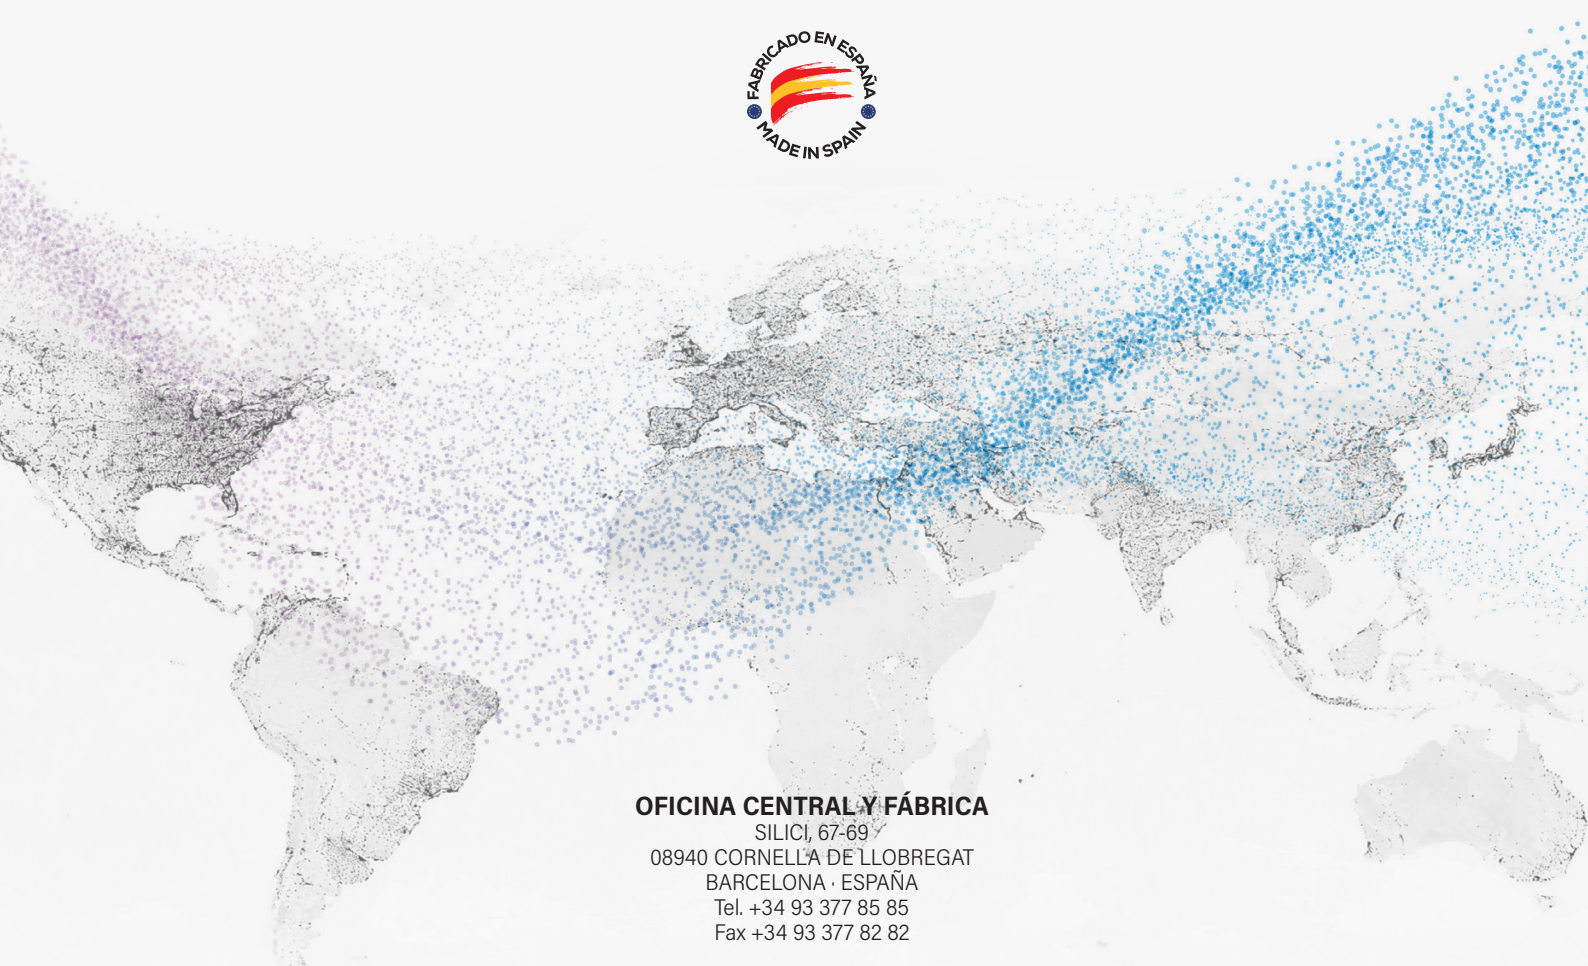 FABRICADO EN ESPAÑA
MADE IN SPAIN
OFICINA CENTRAL Y FÁBRICA
SILICI, 67-69
08940 CORNELLA DE LLOBREGAT
BARCELONA · ESPAÑA
Tel. +34 93 377 85 85
Fax +34 93 377 82 82